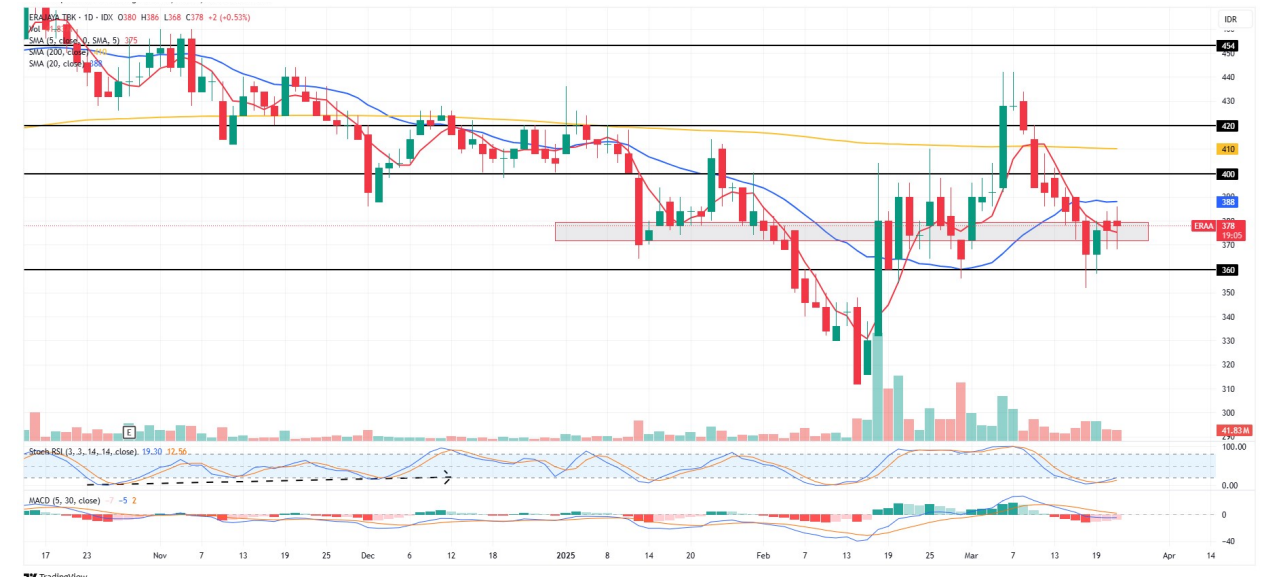 ERAJAYA TBK · 1D · IDX O380 H386 L368 C378 +2 (+0.53%)
IDR
Vol
SMA (5, close, 0, SMA, 5) 375
SMA (200, close)
SMA (20, close) 388
454
450
440
430
420
410
400
390
388
380
ERAA 378
19:05
370
360
350
340
330
320
310
300
290
E
41.83M
Stoch RSI (3, 3, 14, 14, close) 19.30 12.56
100.00
0.00
MACD (5, 30, close) -7 -5 2
0
-40
17 23 Nov 7 13 19 25 Dec 6 12 18 2025 8 14 20 Feb 7 13 19 25 Mar 7 13 19 Apr 14
TradingView